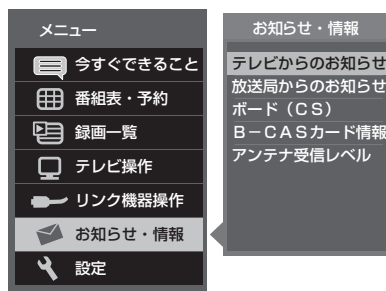 メニュー
今すぐできること
番組表・予約
録画一覧
テレビ操作
リンク機器操作
お知らせ・情報
設定
お知らせ・情報
テレビからのお知らせ
放送局からのお知らせ
ボード（CS）
B－CASカード情報
アンテナ受信レベル